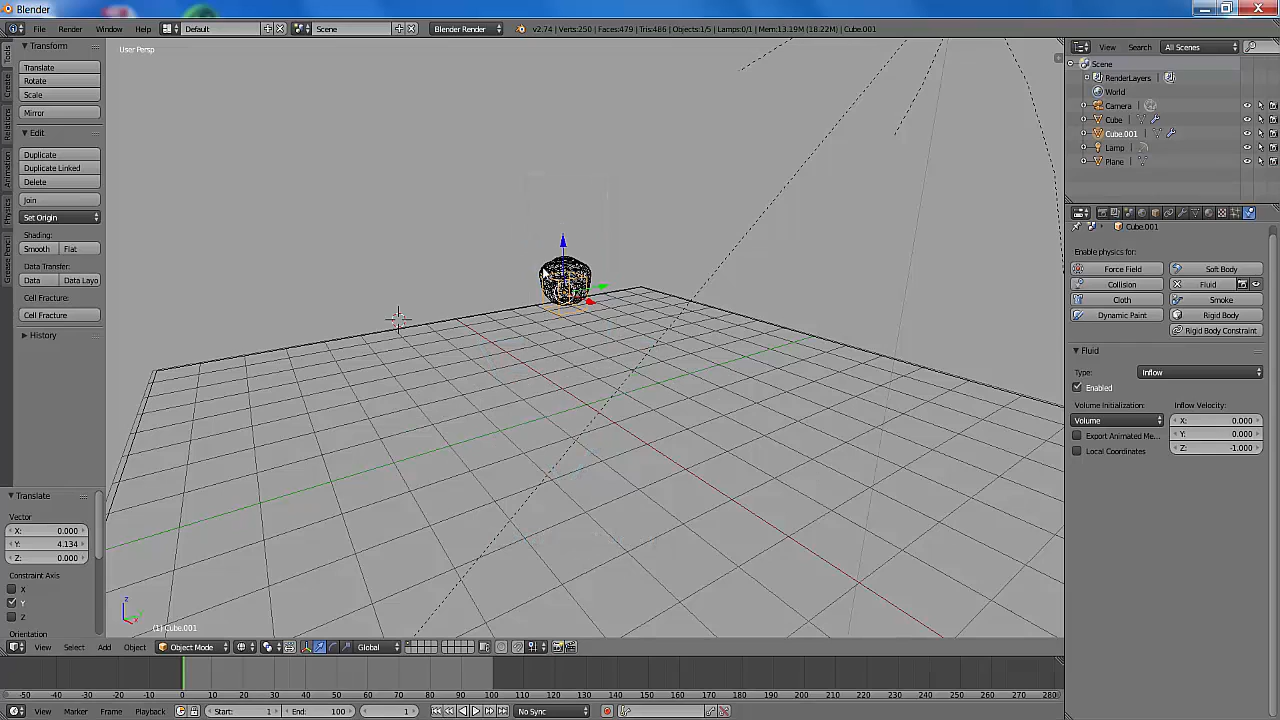 Blender
File Render Window Help Default Scene Blender Render v2.74 | Verts:250 | Faces:479 | Tris:486 | Objects:1/5 | Lamps:0/1 | Mem:13.19M (18.22M) | Cube.001
User Persp
Tools
Create
Relations
Animation
Physics
Grease Pencil
Transform
Translate
Rotate
Scale
Mirror
Edit
Duplicate
Duplicate Linked
Delete
Join
Set Origin
Shading:
Smooth Flat
Data Transfer:
Data Data Layo
Cell Fracture:
Cell Fracture
History
Translate
Vector
X: 0.000
Y: 4.134
Z: 0.000
Constraint Axis
X
Y
Z
Orientation
z
y
x
(1) Cube.001
View Select Add Object Object Mode Global
-50 -40 -30 -20 -10 0 10 20 30 40 50 60 70 80 90 100 110 120 130 140 150 160 170 180 190 200 210 220 230 240 250 260 270 280
View Marker Frame Playback Start: 1 End: 100 1 No Sync
View Search All Scenes
Scene
RenderLayers
World
Camera
Cube
Cube.001
Lamp
Plane
Cube.001
Enable physics for:
Force Field Soft Body
Collision Fluid
Cloth Smoke
Dynamic Paint Rigid Body
Rigid Body Constraint
Fluid
Type: Inflow
Enabled
Volume Initialization: Inflow Velocity:
Volume X: 0.000
Export Animated Me... Y: 0.000
Local Coordinates Z: -1.000